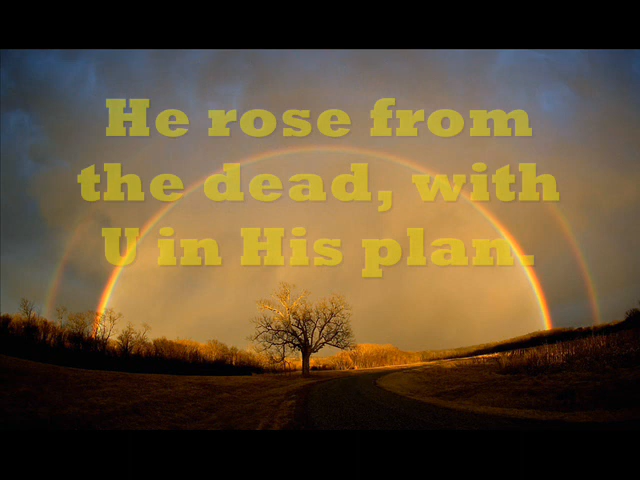 He rose from
the dead, with
U in His plan.